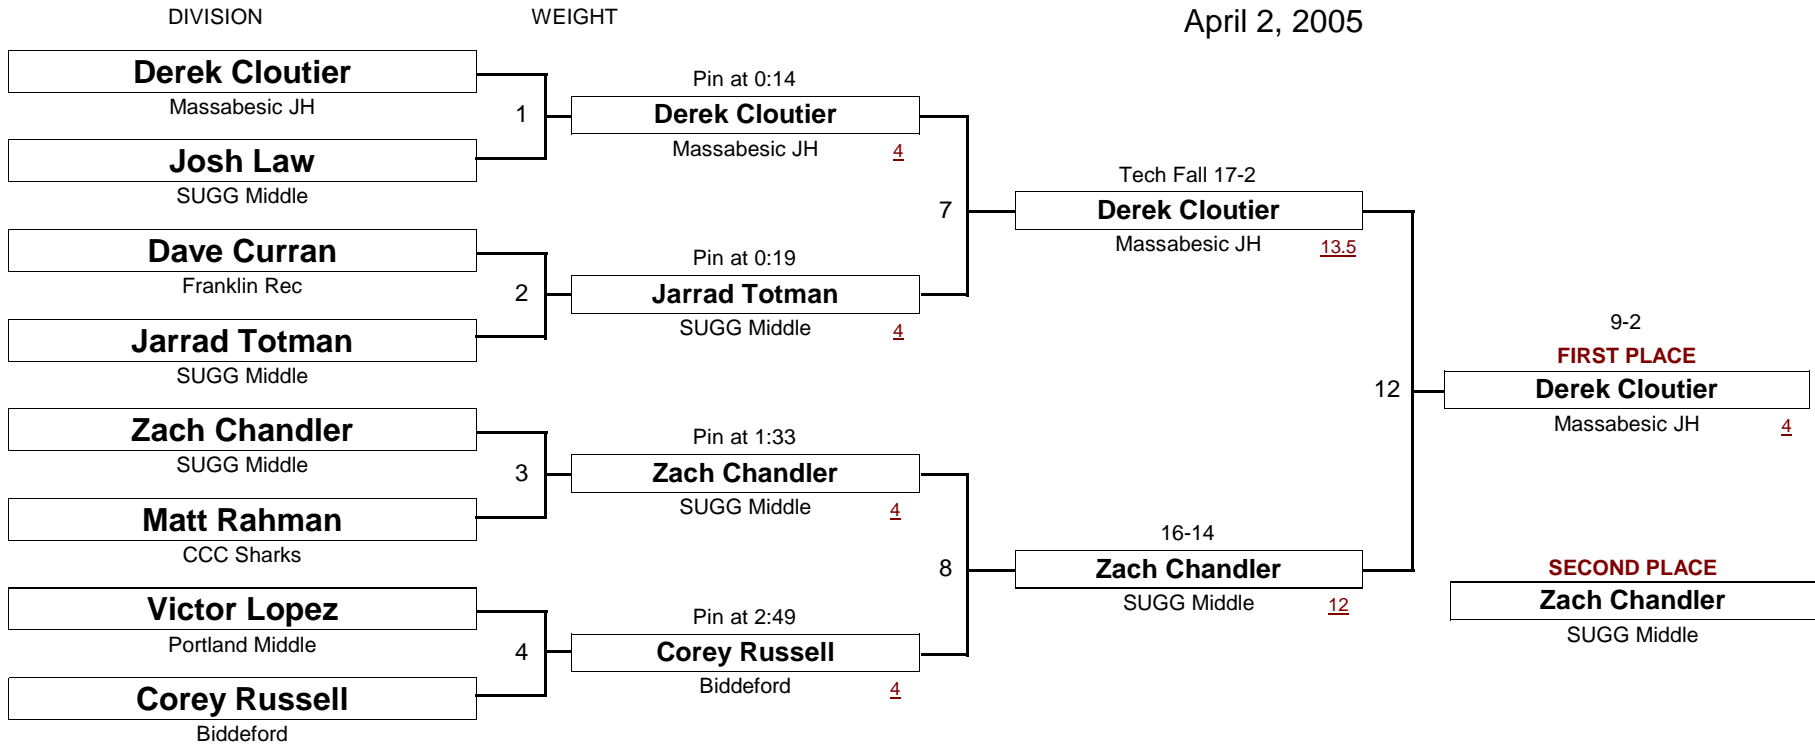 DIVISION
WEIGHT
April 2, 2005
Derek Cloutier
Massabesic JH
1
Josh Law
SUGG Middle
Dave Curran
Franklin Rec
2
Jarrad Totman
SUGG Middle
Zach Chandler
SUGG Middle
3
Matt Rahman
CCC Sharks
Victor Lopez
Portland Middle
4
Corey Russell
Biddeford
Pin at 0:14
Derek Cloutier
Massabesic JH 4
7
Pin at 0:19
Jarrad Totman
SUGG Middle 4
Pin at 1:33
Zach Chandler
SUGG Middle 4
8
Pin at 2:49
Corey Russell
Biddeford 4
Tech Fall 17-2
Derek Cloutier
Massabesic JH 13.5
12
16-14
Zach Chandler
SUGG Middle 12
9-2
FIRST PLACE
Derek Cloutier
Massabesic JH 4
SECOND PLACE
Zach Chandler
SUGG Middle